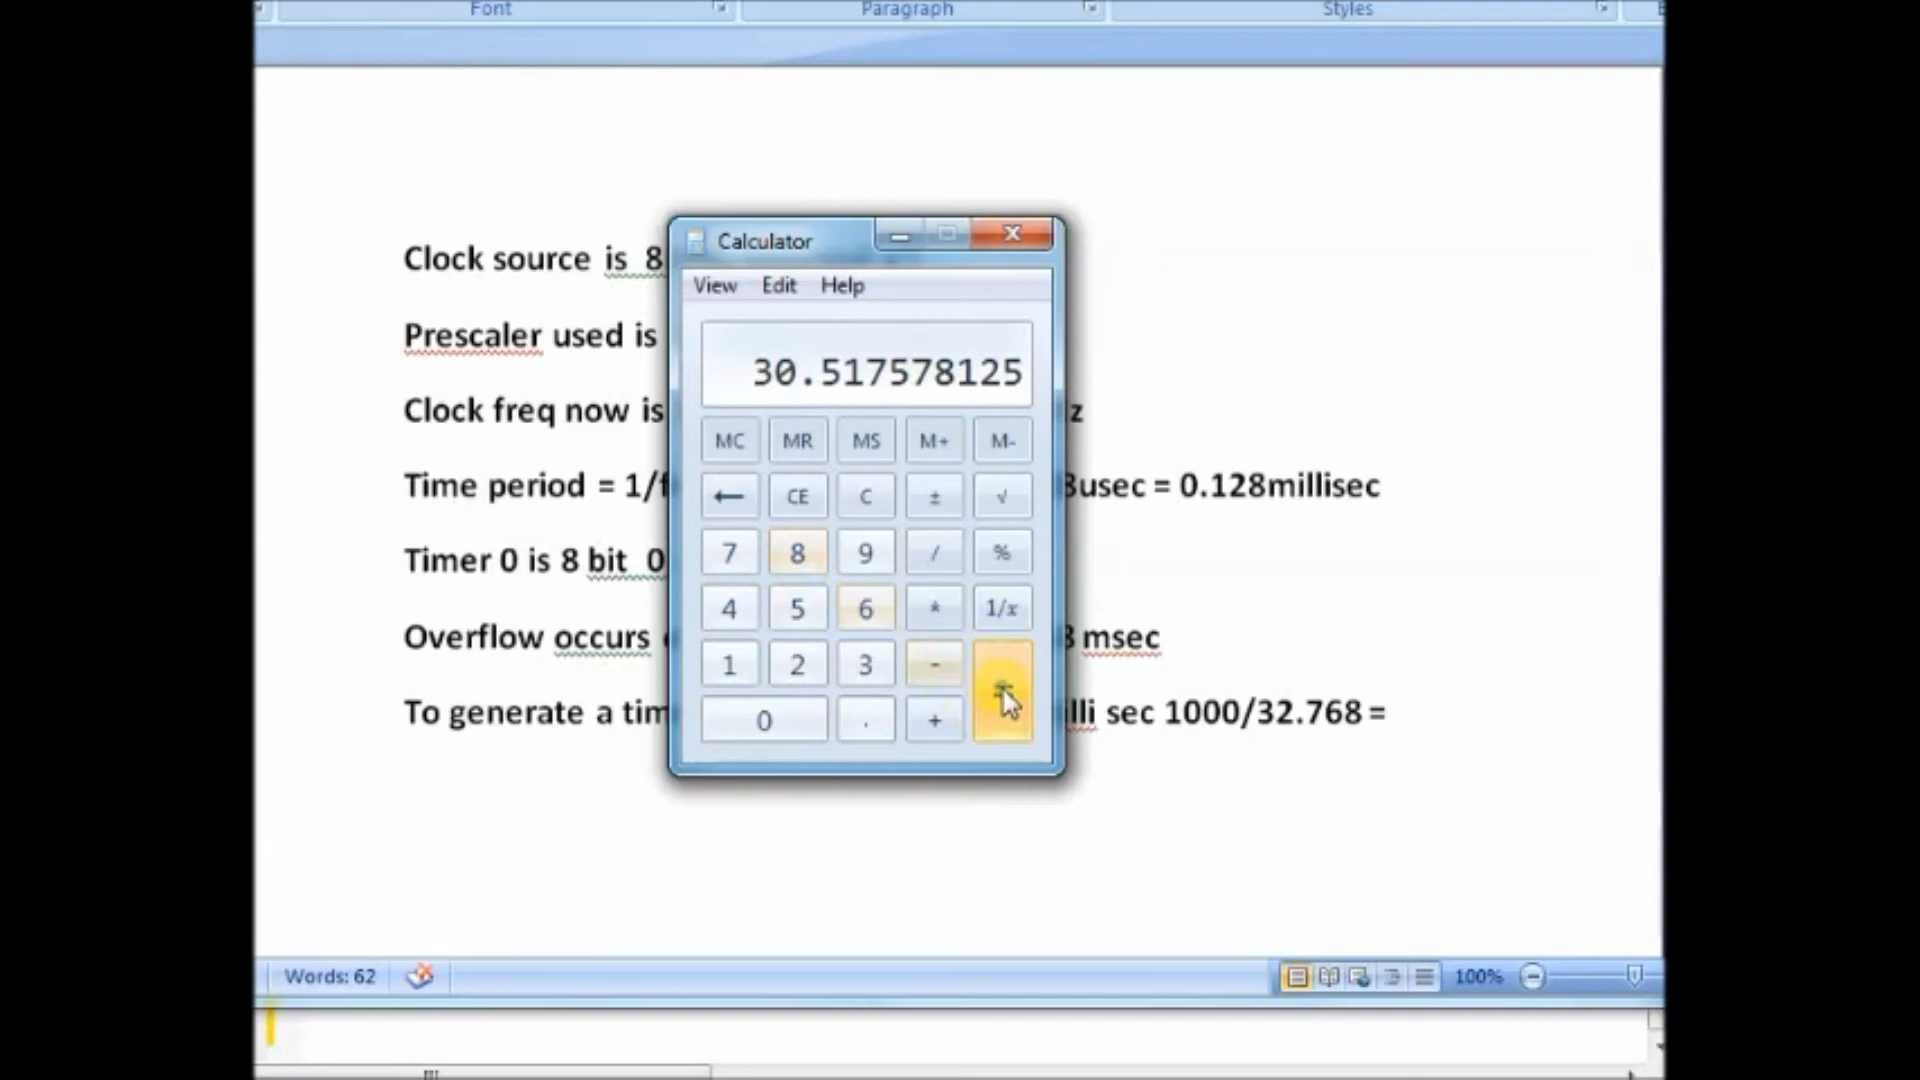 Font Paragraph Styles
Clock source is 8
Prescaler used is
Clock freq now is z
Time period = 1/f 8usec = 0.128millisec
Timer 0 is 8 bit 0
Overflow occurs 8 msec
To generate a tim illi sec 1000/32.768 =
Calculator
View Edit Help
30.517578125
MC MR MS M+ M-
← CE C ± √
7 8 9 / %
4 5 6 * 1/x
1 2 3 - =
0 . +
Words: 62 100%